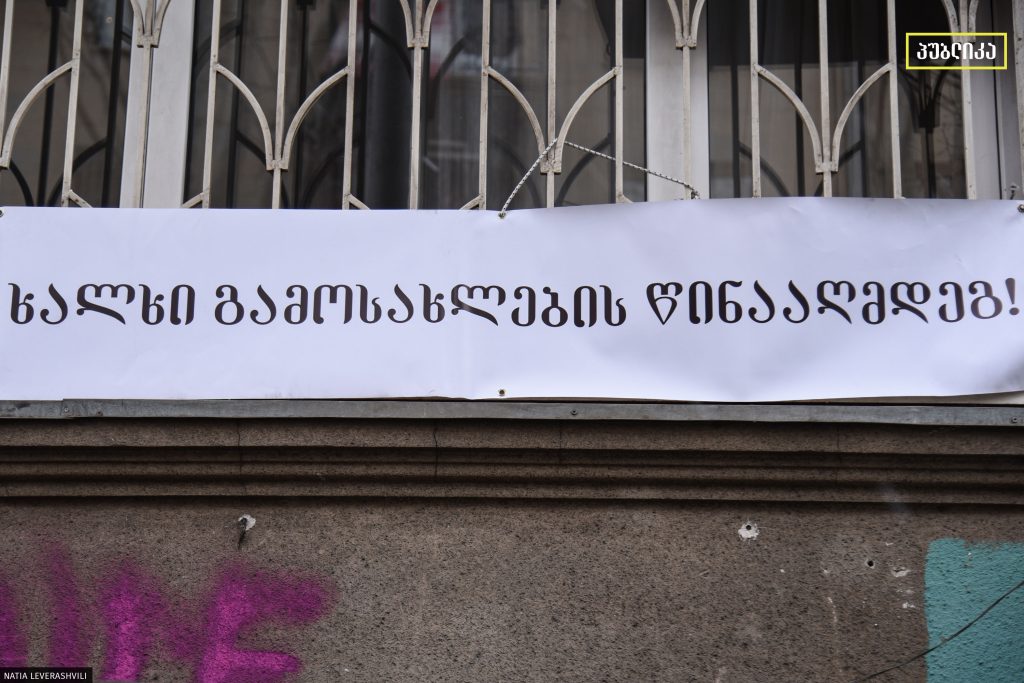 პუბლიკა
ხალხი გამოსახლების წინააღმდეგ!
NATIA LEVERASHVILI